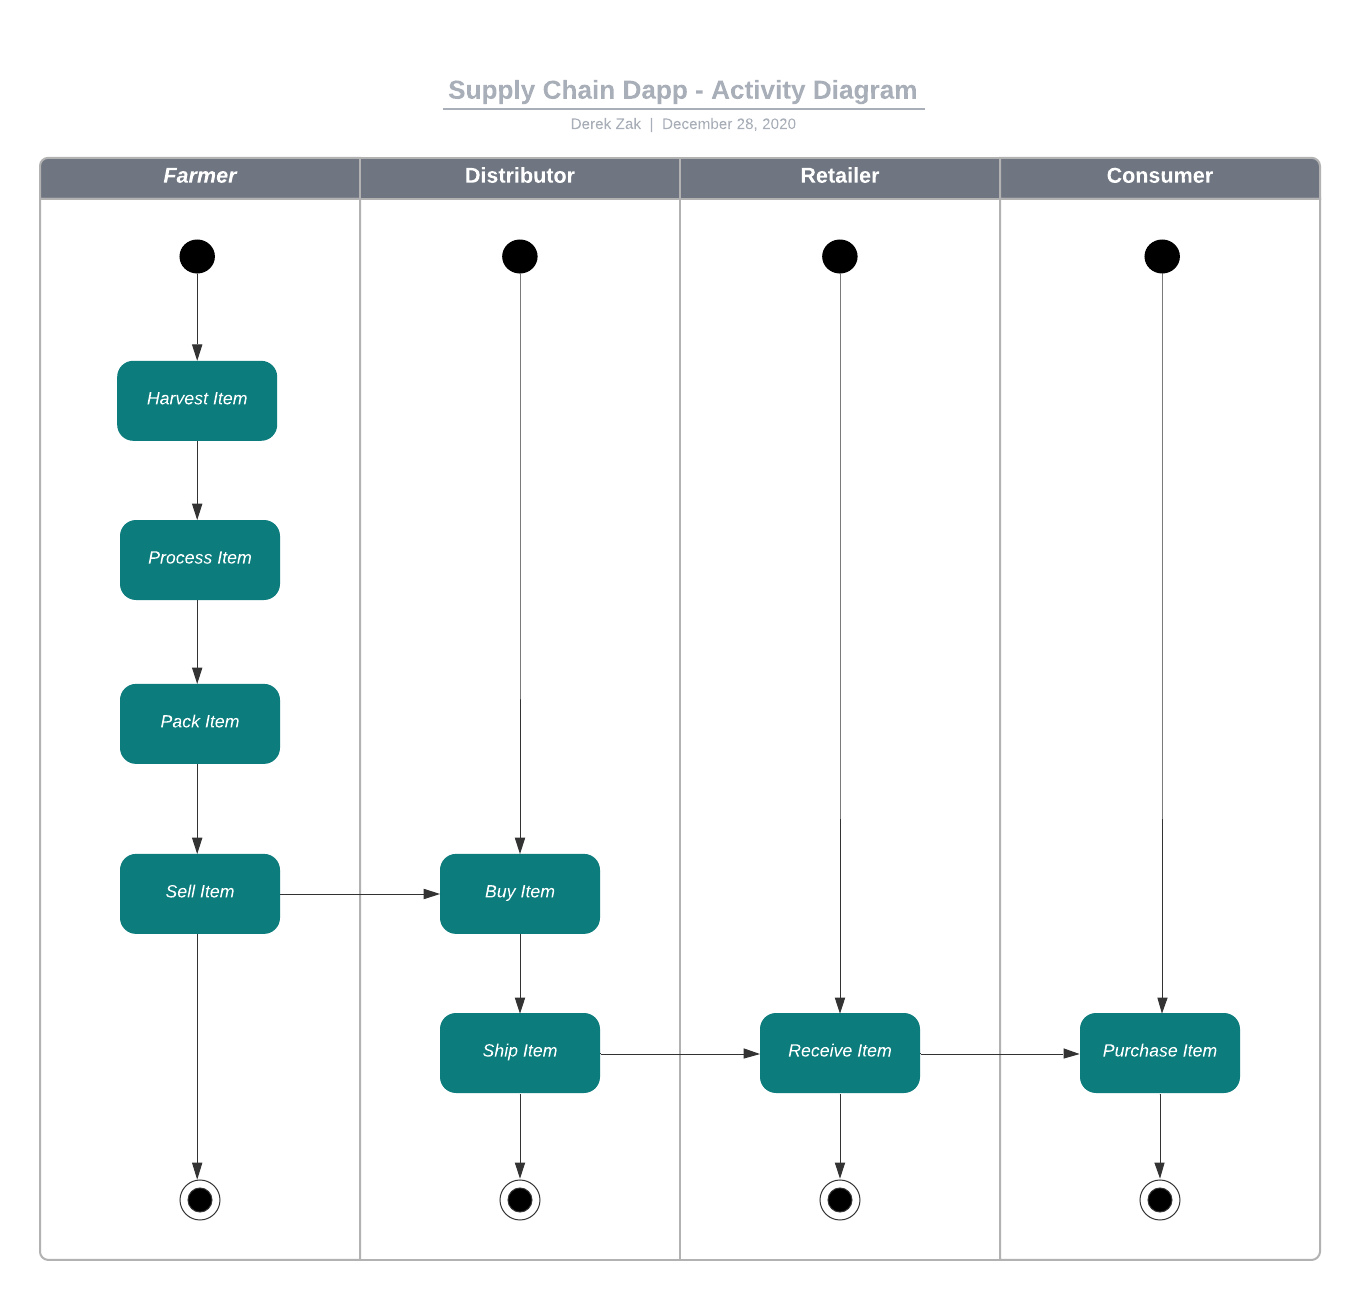 Supply Chain Dapp - Activity Diagram
Derek Zak | December 28, 2020
Farmer
Distributor
Retailer
Consumer
Harvest Item
Process Item
Pack Item
Sell Item
Buy Item
Ship Item
Receive Item
Purchase Item